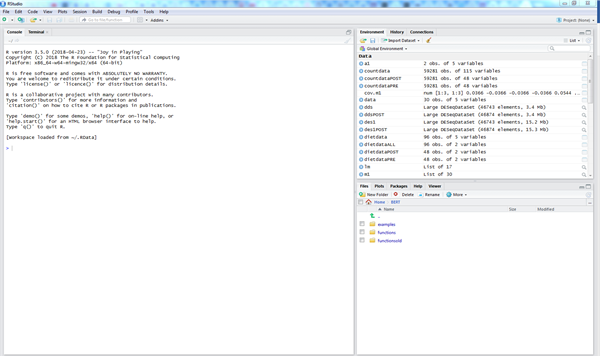 RStudio
File Edit Code View Plots Session Build Debug Profile Tools Help
Go to file/function Addins Project: (None)
Console Terminal
R version 3.5.0 (2018-04-23) -- "Joy in Playing"
Copyright (C) 2018 The R Foundation for Statistical Computing
Platform: x86_64-w64-mingw32/x64 (64-bit)
R is free software and comes with ABSOLUTELY NO WARRANTY.
You are welcome to redistribute it under certain conditions.
Type 'license()' or 'licence()' for distribution details.
R is a collaborative project with many contributors.
Type 'contributors()' for more information and
'citation()' on how to cite R or R packages in publications.
Type 'demo()' for some demos, 'help()' for on-line help, or
'help.start()' for an HTML browser interface to help.
Type 'q()' to quit R.
[Workspace loaded from ~/.RData]
>
Environment History Connections
Import Dataset List
Global Environment
Data
a1 2 obs. of 5 variables
countdata 59281 obs. of 115 variables
countdataPOST 59281 obs. of 48 variables
countdataPRE 59281 obs. of 48 variables
cov.M1 num [1:3, 1:3] 0.0366 -0.0366 -0.0366 -0.0366 0.0544 ...
data 30 obs. of 5 variables
dds Large DESeqDataSet (46743 elements, 3.4 Mb)
ddsPOST Large DESeqDataSet (46874 elements, 3.4 Mb)
des1 Large DESeqDataSet (46743 elements, 15.2 Mb)
des1POST Large DESeqDataSet (46874 elements, 15.3 Mb)
dietdata 96 obs. of 5 variables
dietdataALL 96 obs. of 2 variables
dietdataPOST 48 obs. of 2 variables
dietdataPRE 48 obs. of 2 variables
lm List of 17
M1 List of 30
Files Plots Packages Help Viewer
New Folder Delete Rename More
Home BERT
Name Size Modified
..
examples
functions
functionsold